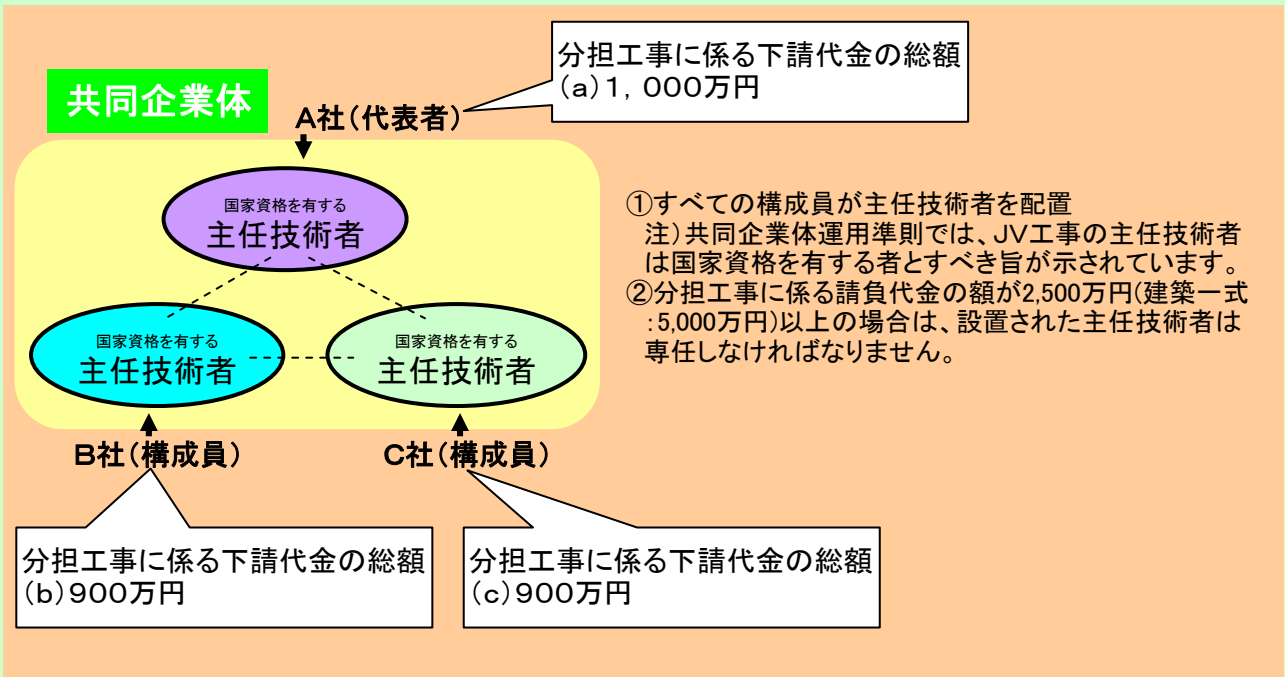 分担工事に係る下請代金の総額
(a)1,000万円
共同企業体
A社(代表者)
国家資格を有する
主任技術者
①すべての構成員が主任技術者を配置
注)共同企業体運用準則では、JV工事の主任技術者
は国家資格を有する者とすべき旨が示されています。
②分担工事に係る請負代金の額が2,500万円(建築一式
:5,000万円)以上の場合は、設置された主任技術者は
専任しなければなりません。
国家資格を有する
主任技術者
国家資格を有する
主任技術者
B社(構成員)
C社(構成員)
分担工事に係る下請代金の総額
(b)900万円
分担工事に係る下請代金の総額
(c)900万円